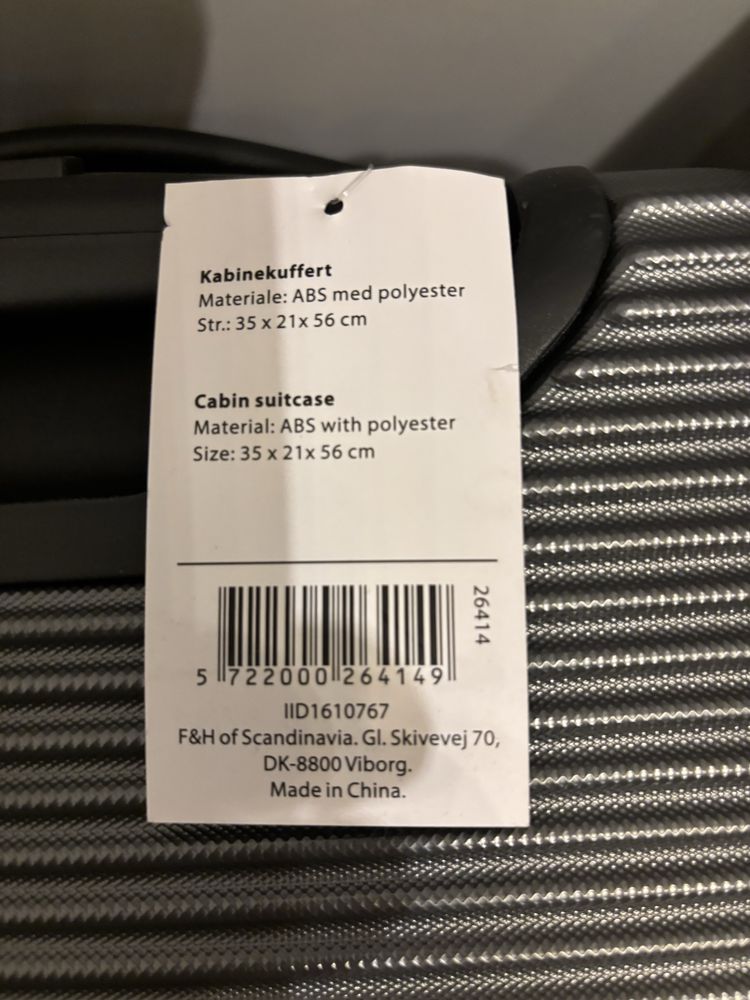 Kabinekuffert
Materiale: ABS med polyester
Str.: 35 x 21x 56 cm
Cabin suitcase
Material: ABS with polyester
Size: 35 x 21x 56 cm
26414
5 722000 264149
IID1610767
F&H of Scandinavia. Gl. Skivevej 70,
DK-8800 Viborg.
Made in China.